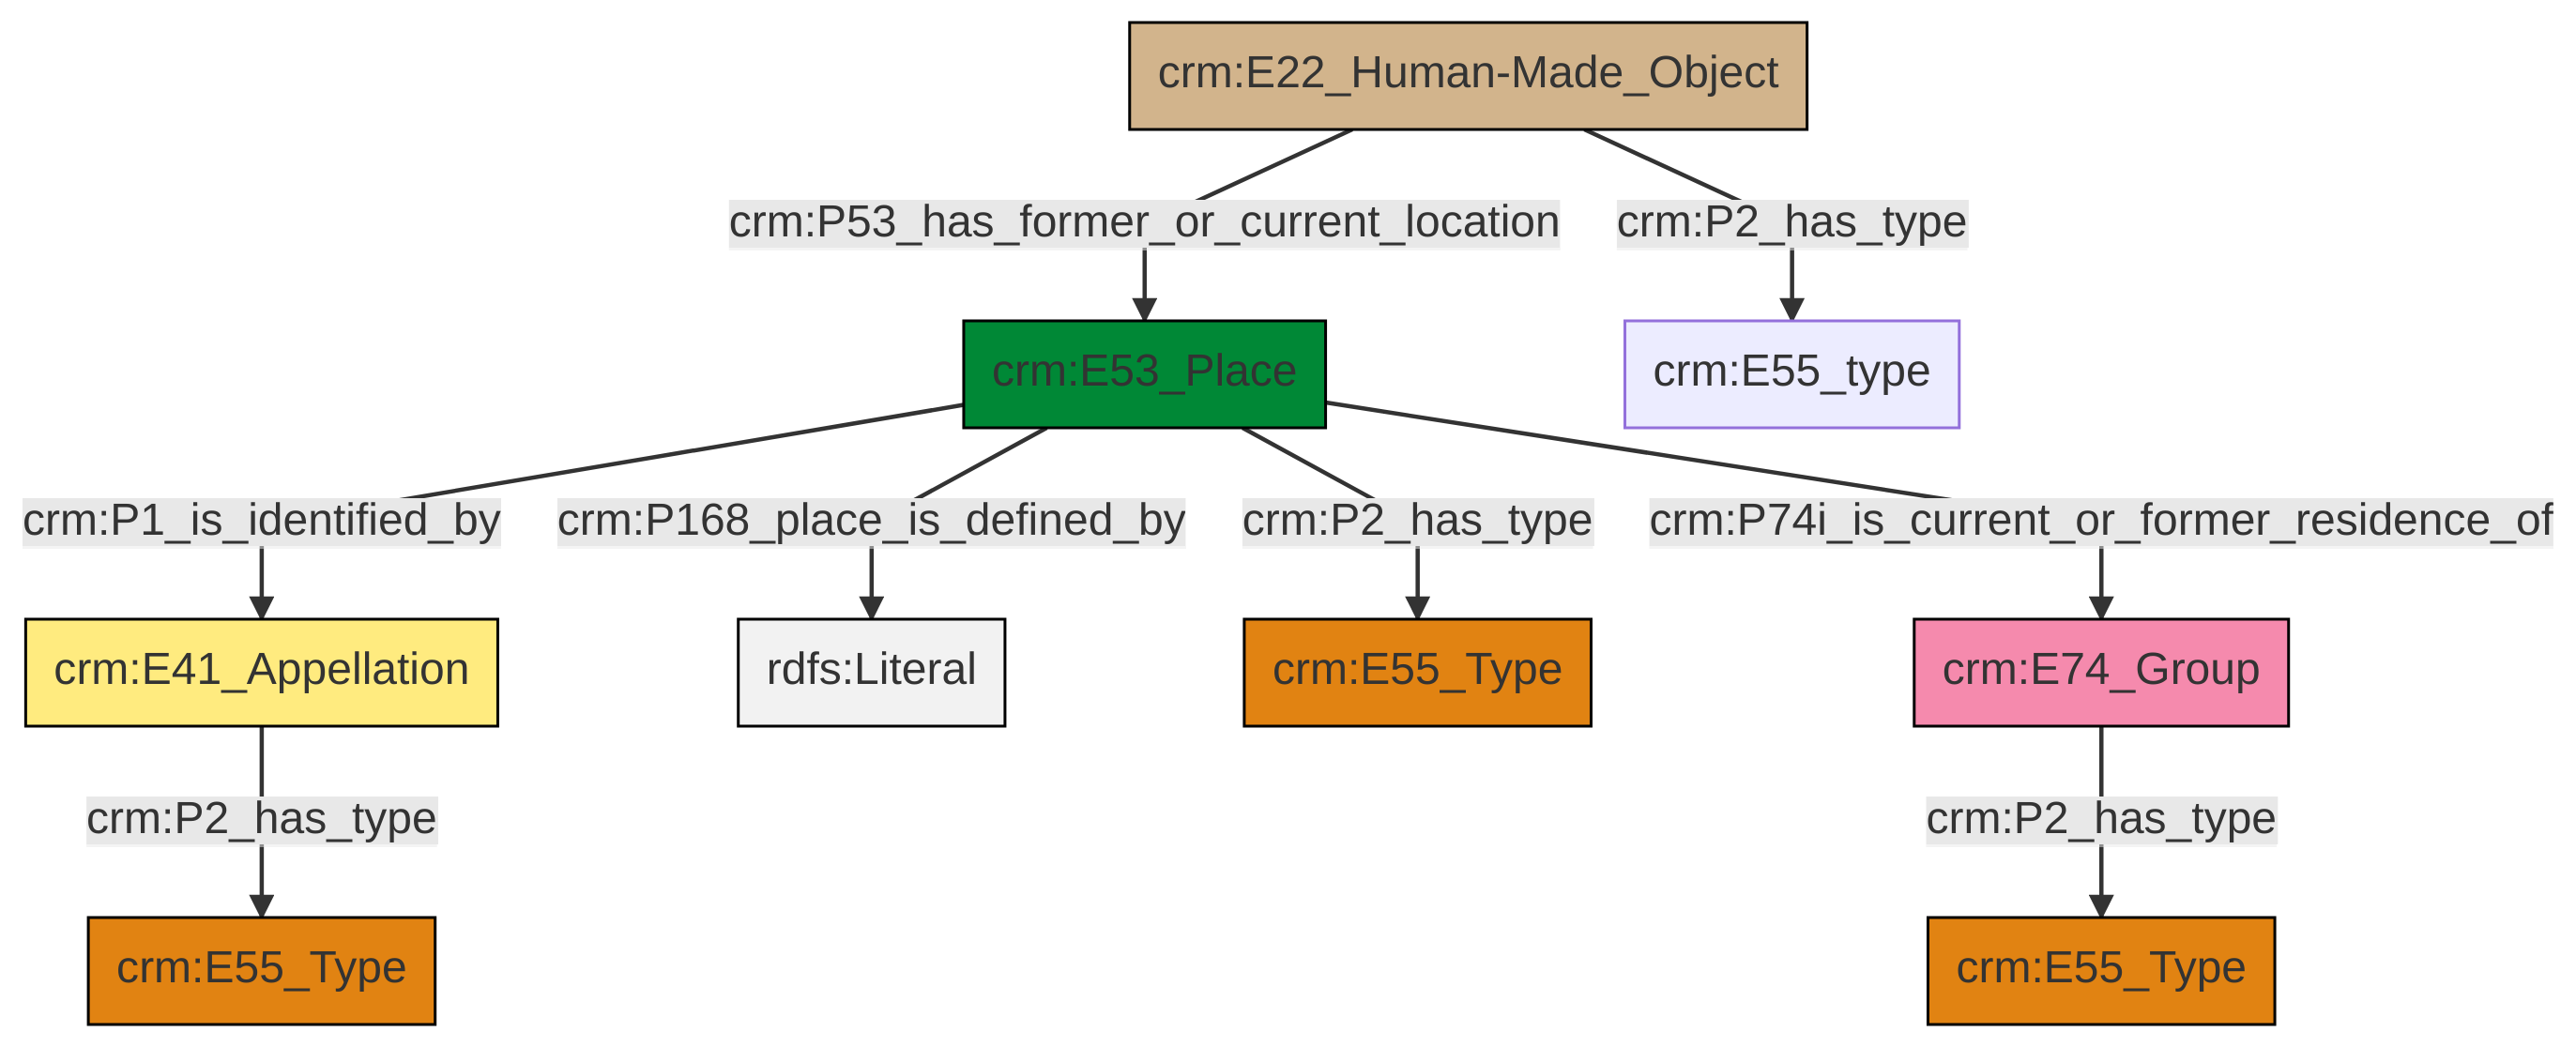 crm:E22_Human-Made_Object
crm:P53_has_former_or_current_location
crm:P2_has_type
crm:E53_Place
crm:E55_type
crm:P1_is_identified_by
crm:P168_place_is_defined_by
crm:P2_has_type
crm:P74i_is_current_or_former_residence_of
crm:E41_Appellation
rdfs:Literal
crm:E55_Type
crm:E74_Group
crm:P2_has_type
crm:P2_has_type
crm:E55_Type
crm:E55_Type